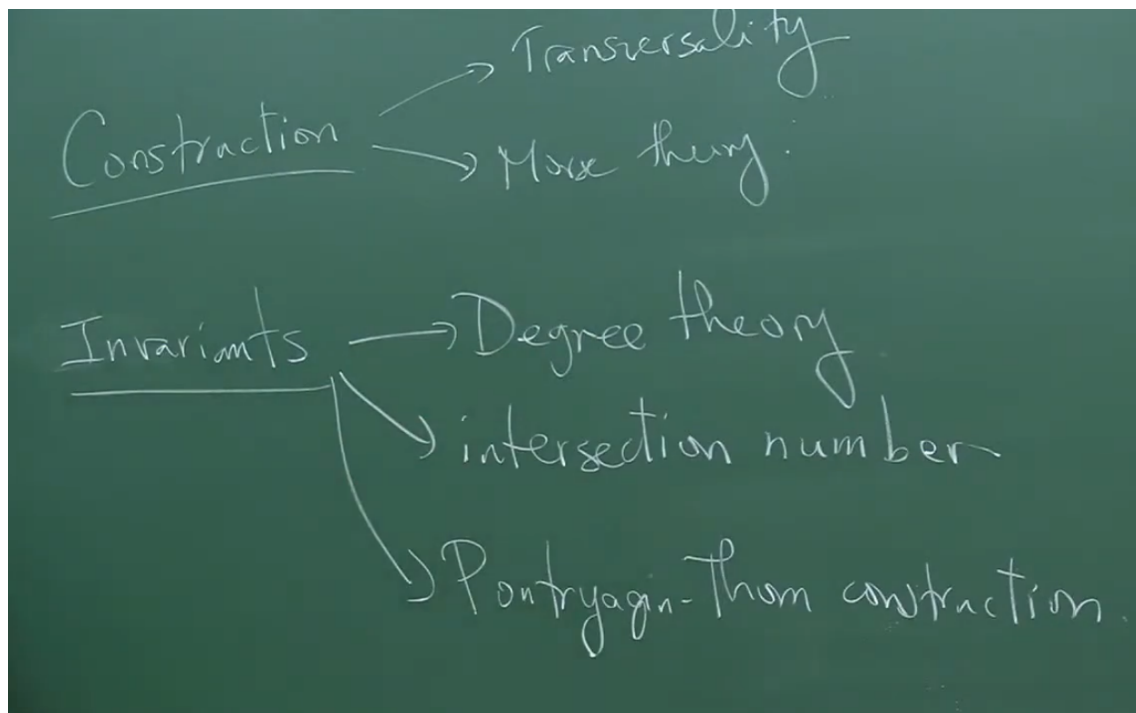 Transversality
Construction
Morse theory.
Invariants
Degree theory
intersection number
Pontryagin-Thom construction.